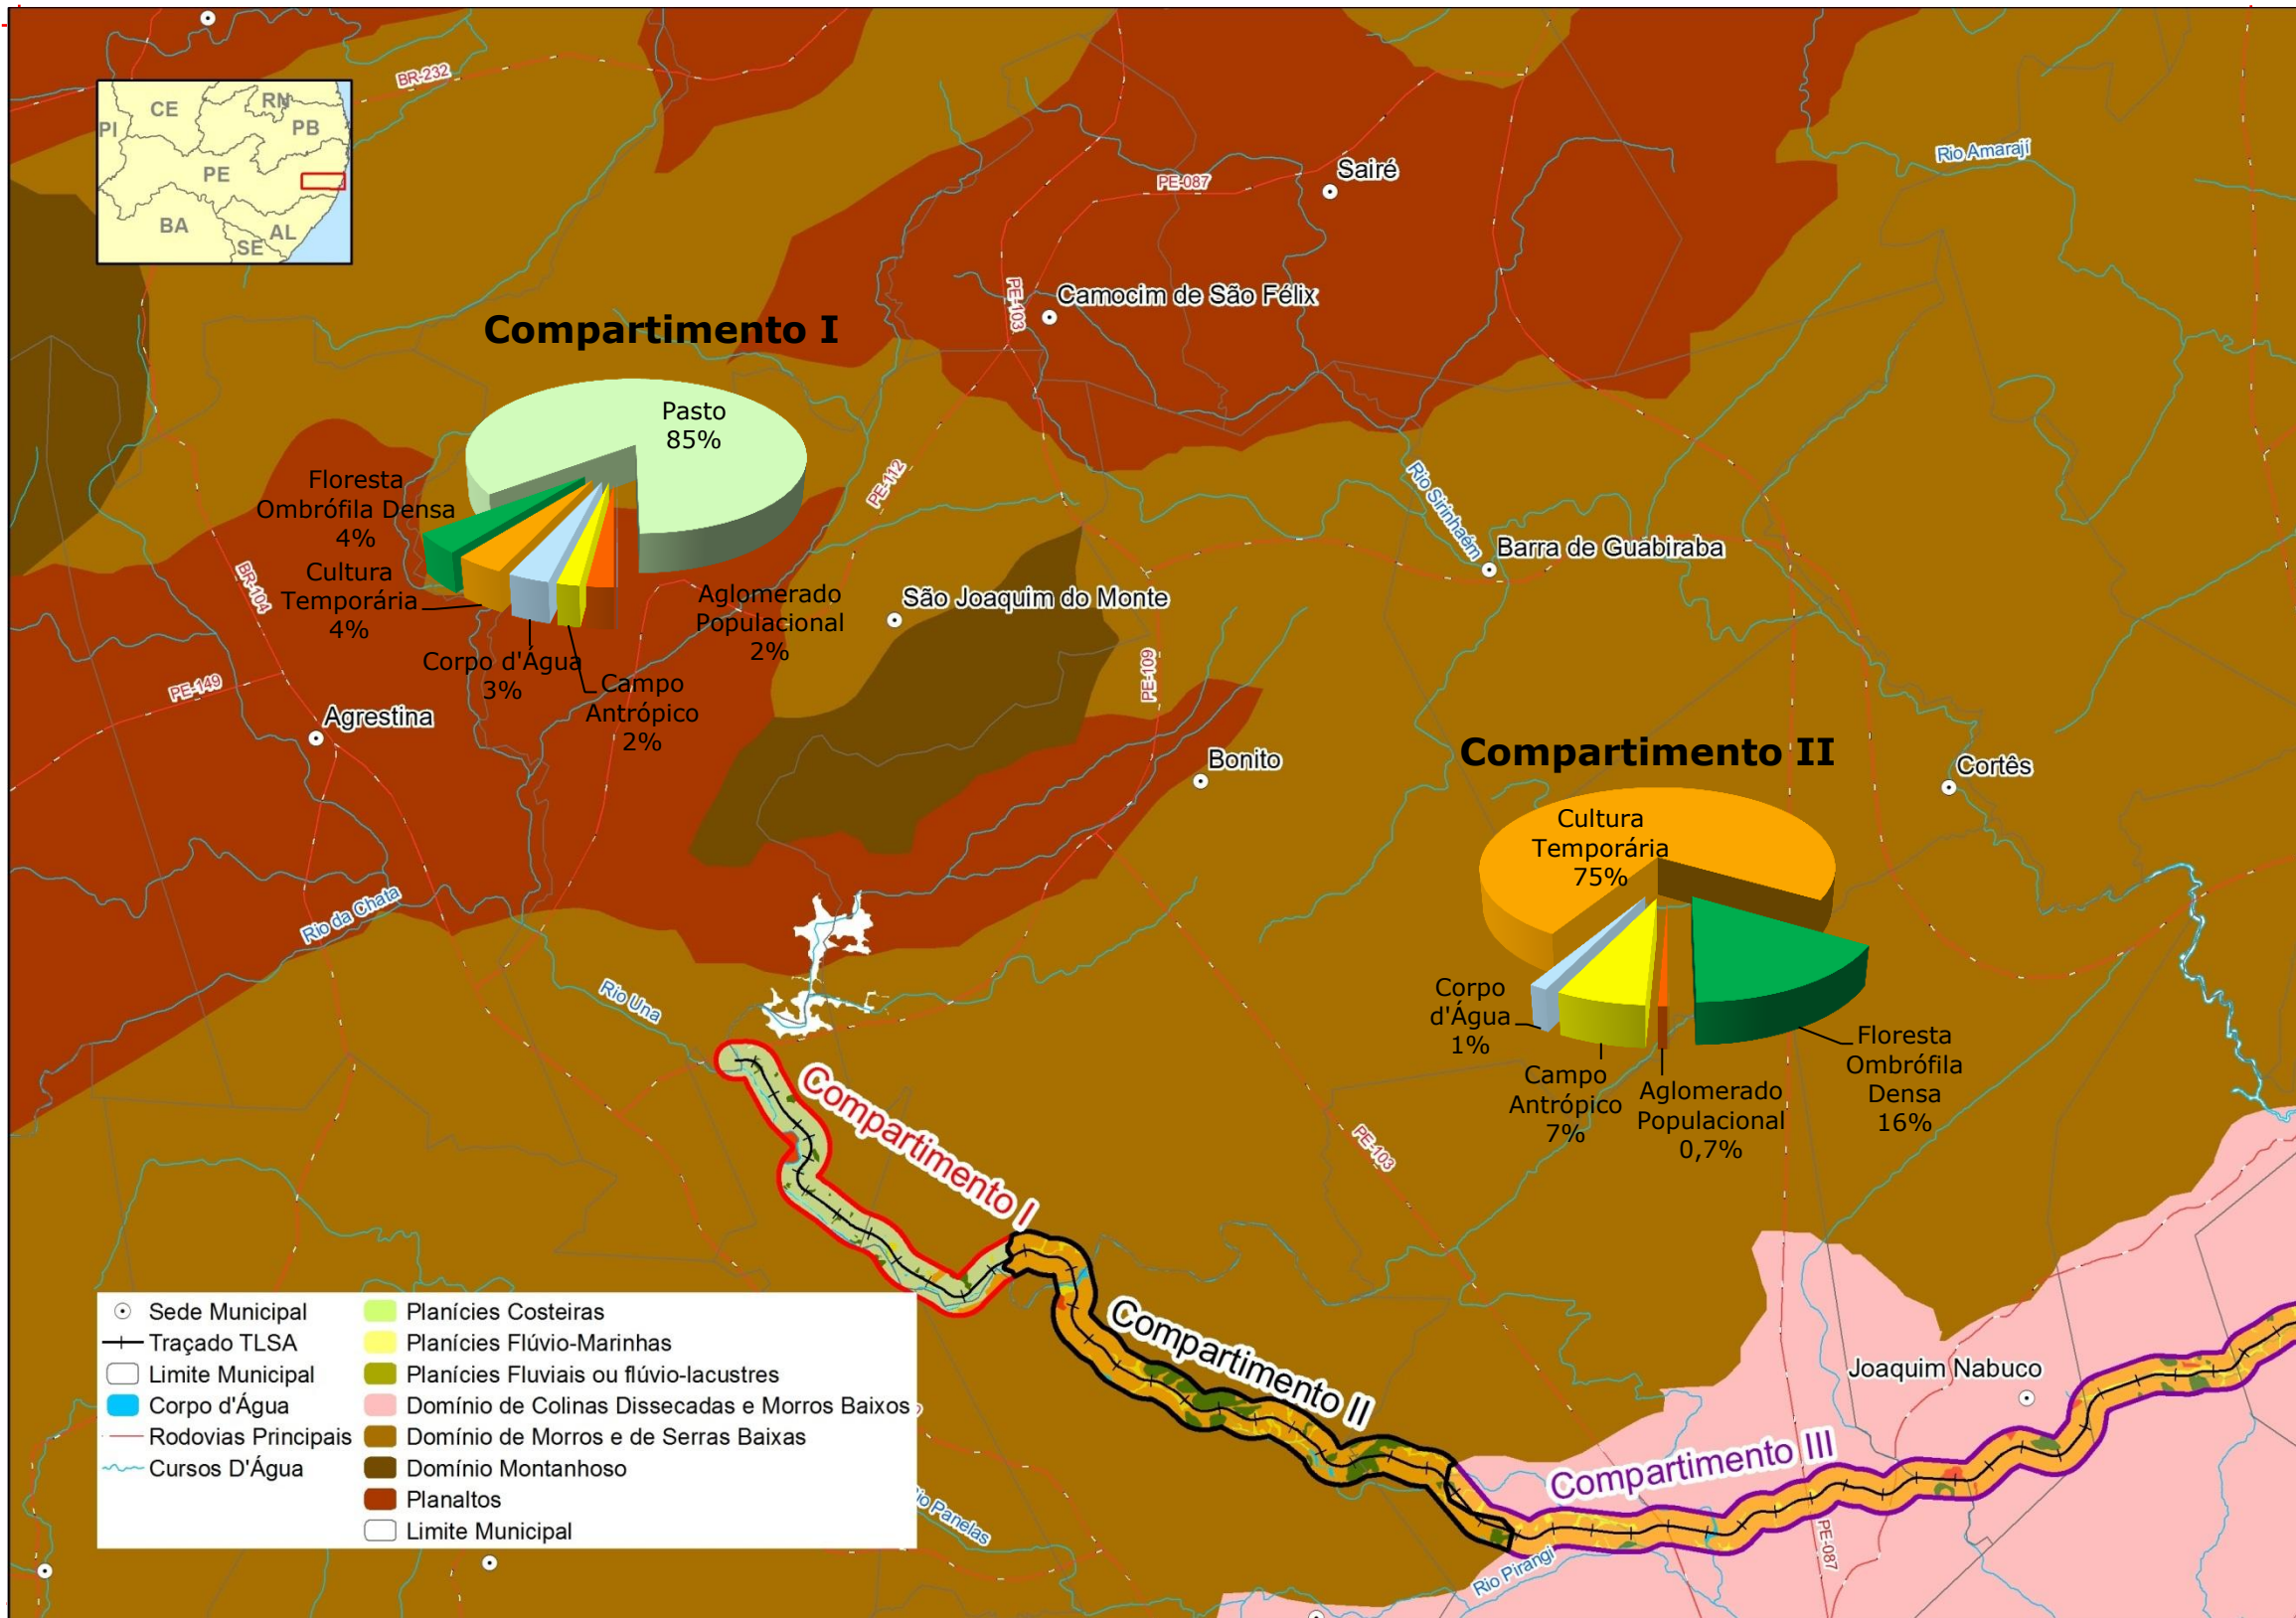 BR-232
CE
RN
PI
PB
PE
BA
AL
SE
Rio Amarají
Sairé
PE-087
PE-103
Camocim de São Félix
Compartimento I
Pasto
85%
Floresta
Ombrófila Densa
4%
Cultura
Temporária
4%
Corpo d'Água
3%
Campo
Antrópico
2%
Aglomerado
Populacional
2%
PE-112
Rio Sirinhaém
Barra de Guabiraba
BR-104
São Joaquim do Monte
PE-149
PE-109
Agrestina
Bonito
Compartimento II
Cortês
Cultura
Temporária
75%
Corpo
d'Água
1%
Campo
Antrópico
7%
Aglomerado
Populacional
0,7%
Floresta
Ombrófila
Densa
16%
Rio da Chata
Rio Una
Compartimento I
PE-103
Compartimento II
Joaquim Nabuco
Compartimento III
PE-087
Rio Pirangi
Panelas
Sede Municipal
Traçado TLSA
Limite Municipal
Corpo d'Água
Rodovias Principais
Cursos D'Água
Planícies Costeiras
Planícies Flúvio-Marinhas
Planícies Fluviais ou flúvio-lacustres
Domínio de Colinas Dissecadas e Morros Baixos
Domínio de Morros e de Serras Baixas
Domínio Montanhoso
Planaltos
Limite Municipal